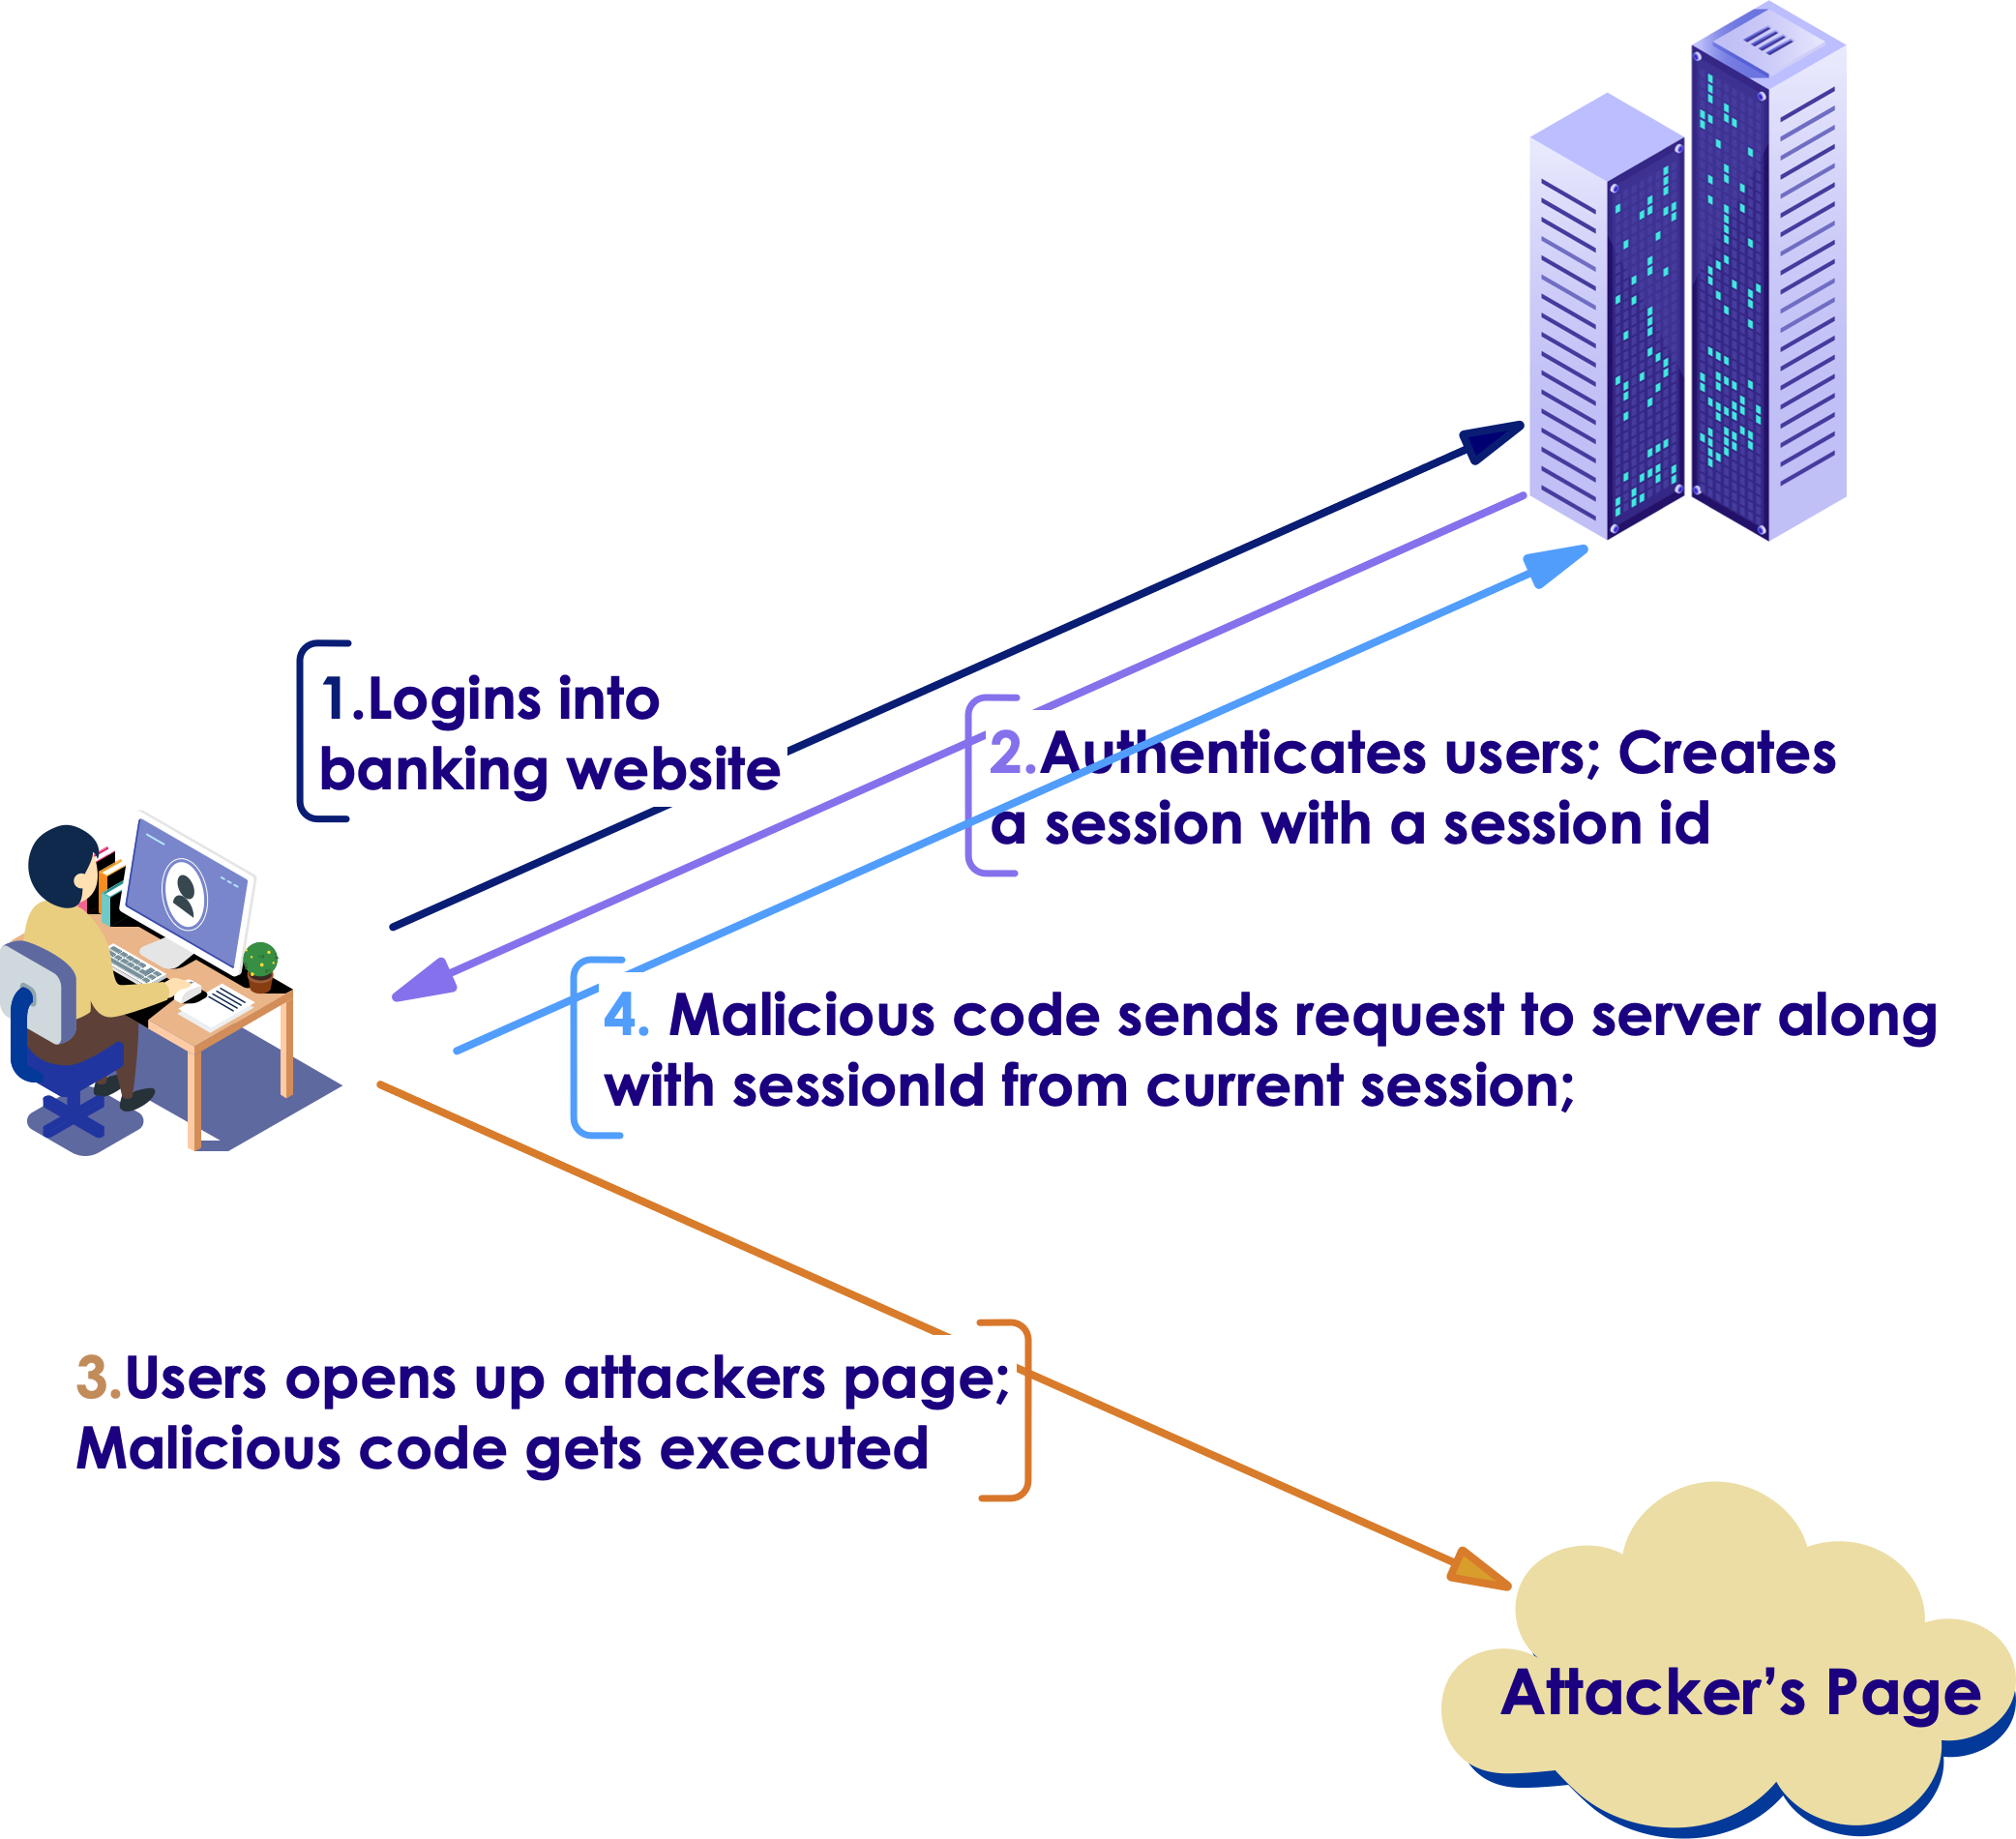 1.Logins into
banking website
2.Authenticates users; Creates
a session with a session id
4. Malicious code sends request to server along
with sessionId from current session;
3.Users opens up attackers page;
Malicious code gets executed
Attacker’s Page